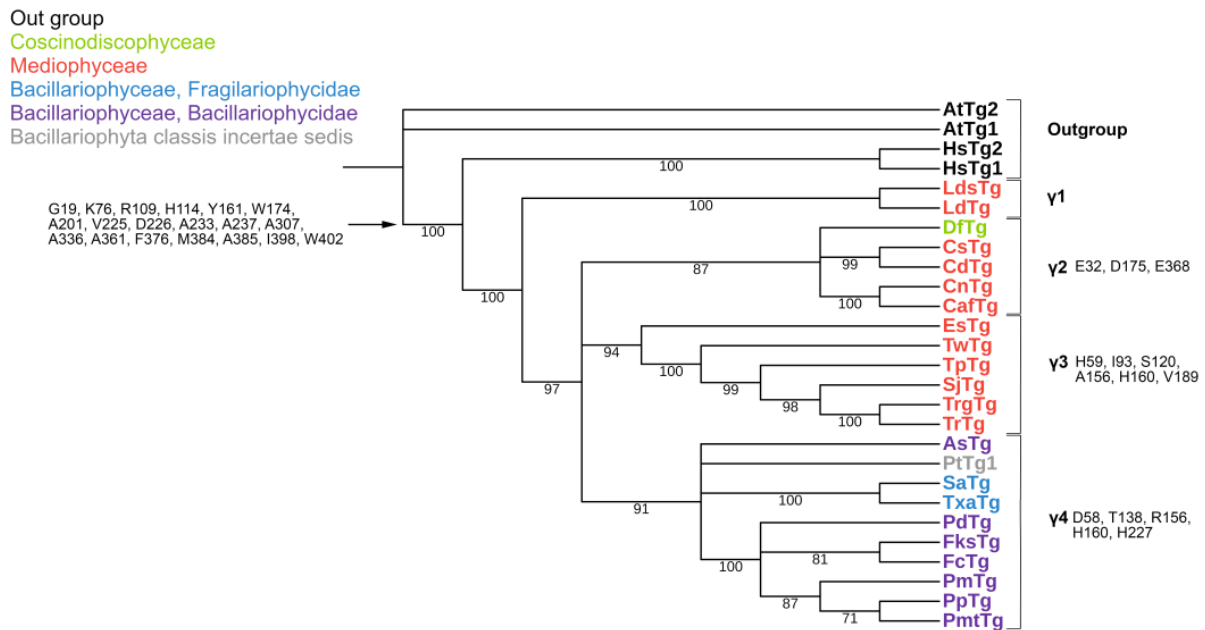 Out group
Coscinodiscophyceae
Mediophyceae
Bacillariophyceae, Fragilariophycidae
Bacillariophyceae, Bacillariophycidae
Bacillariophyta classis incertae sedis
AtTg2
AtTg1
Outgroup
HsTg2
100
HsTg1
LdsTg
100
γ1
LdTg
G19, K76, R109, H114, Y161, W174,
A201, V225, D226, A233, A237, A307,
A336, A361, F376, M384, A385, I398, W402
100
DfTg
CsTg
87
99
CdTg
γ2 E32, D175, E368
CnTg
100
100
CafTg
EsTg
94
TwTg
100
TpTg
γ3 H59, I93, S120,
A156, H160, V189
97
99
SjTg
98
TrgTg
100
TrTg
AsTg
PtTg1
SaTg
100
91
TxaTg
PdTg
γ4 D58, T138, R156,
H160, H227
FksTg
81
100
FcTg
PmTg
87
PpTg
71
PmtTg